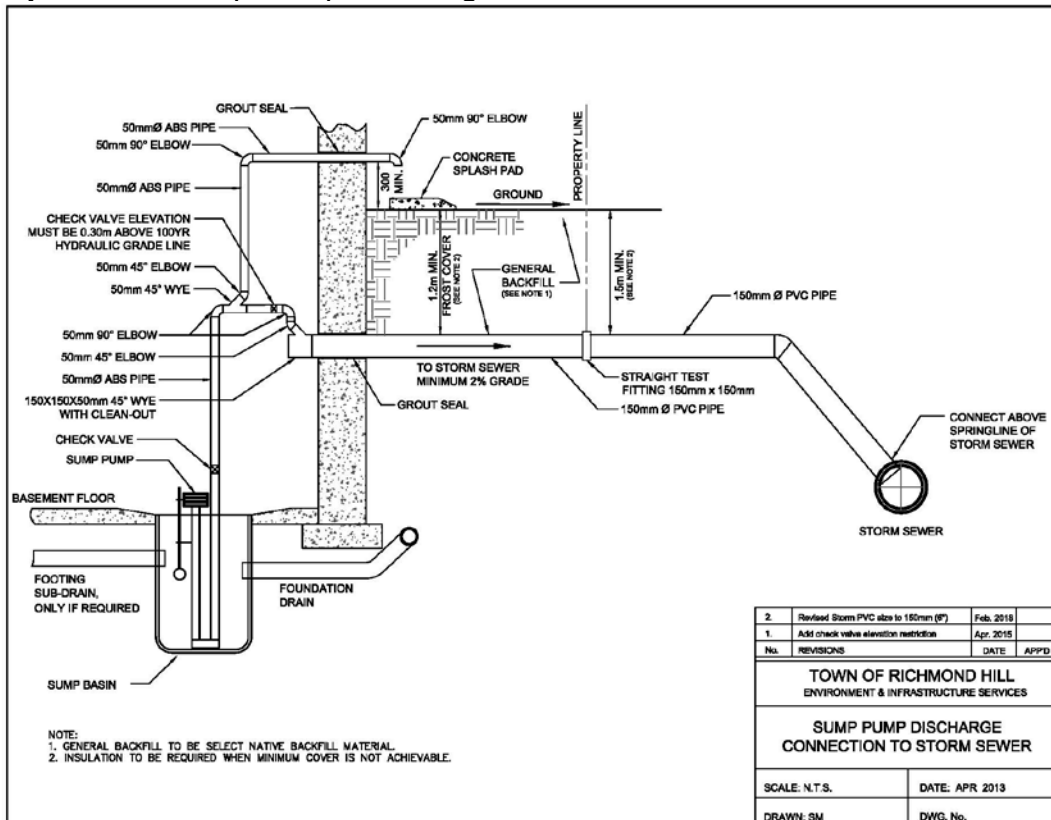 GROUT SEAL
50mmØ ABS PIPE
50mm 90° ELBOW
50mm 90° ELBOW
CONCRETE
SPLASH PAD
PROPERTY LINE
300
MIN.
50mmØ ABS PIPE
GROUND
CHECK VALVE ELEVATION
MUST BE 0.30m ABOVE 100YR
HYDRAULIC GRADE LINE
1.2m MIN.
FROST COVER
(SEE NOTE 2)
GENERAL
BACKFILL
(SEE NOTE 1)
1.5m MIN.
(SEE NOTE 2)
50mm 45° ELBOW
50mm 45° WYE
150mm Ø PVC PIPE
50mm 90° ELBOW
50mm 45° ELBOW
50mmØ ABS PIPE
150X150X50mm 45° WYE
WITH CLEAN-OUT
TO STORM SEWER
MINIMUM 2% GRADE
STRAIGHT TEST
FITTING 150mm x 150mm
GROUT SEAL
150mm Ø PVC PIPE
CONNECT ABOVE
SPRINGLINE OF
STORM SEWER
CHECK VALVE
SUMP PUMP
BASEMENT FLOOR
STORM SEWER
FOOTING
SUB-DRAIN,
ONLY IF REQUIRED
FOUNDATION
DRAIN
SUMP BASIN
NOTE:
1. GENERAL BACKFILL TO BE SELECT NATIVE BACKFILL MATERIAL.
2. INSULATION TO BE REQUIRED WHEN MINIMUM COVER IS NOT ACHIEVABLE.
2. Revised Storm PVC size to 150mm (6") Feb. 2018
1. Add check valve elevation restriction Apr. 2015
No. REVISIONS DATE APP'D
TOWN OF RICHMOND HILL
ENVIRONMENT & INFRASTRUCTURE SERVICES
SUMP PUMP DISCHARGE
CONNECTION TO STORM SEWER
SCALE: N.T.S. DATE: APR 2013
DRAWN: SM DWG. No.